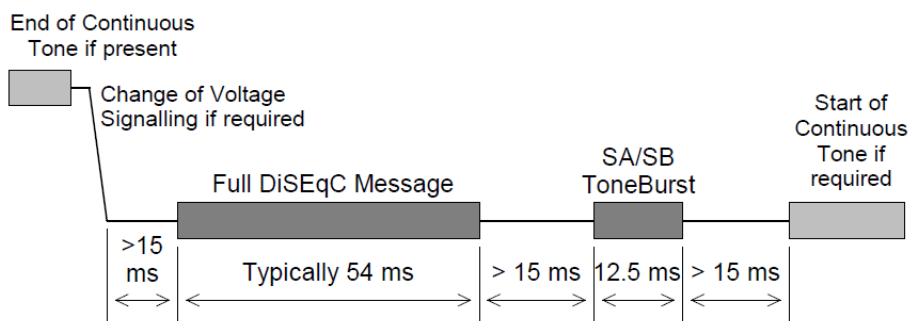 End of Continuous
Tone if present
Change of Voltage
Signalling if required
Start of
Continuous
Tone if
required
Full DiSEqC Message
SA/SB
ToneBurst
>15
ms
Typically 54 ms
> 15 ms
12.5 ms
> 15 ms